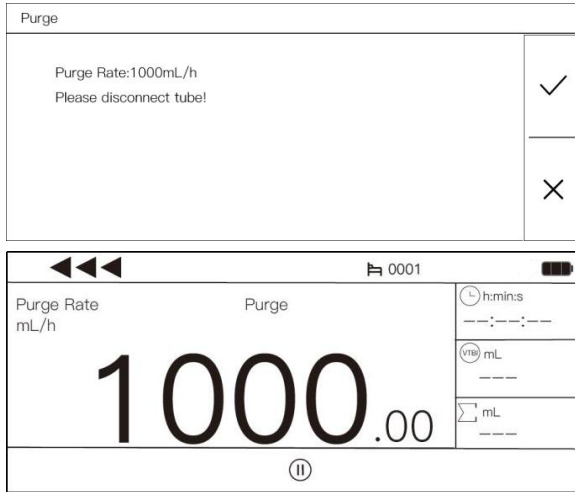 Purge
Purge Rate:1000mL/h
Please disconnect tube!
0001
Purge Rate
mL/h
Purge
1000.00
h:min:s
--:--:--
VTBI mL
---
∑ mL
---